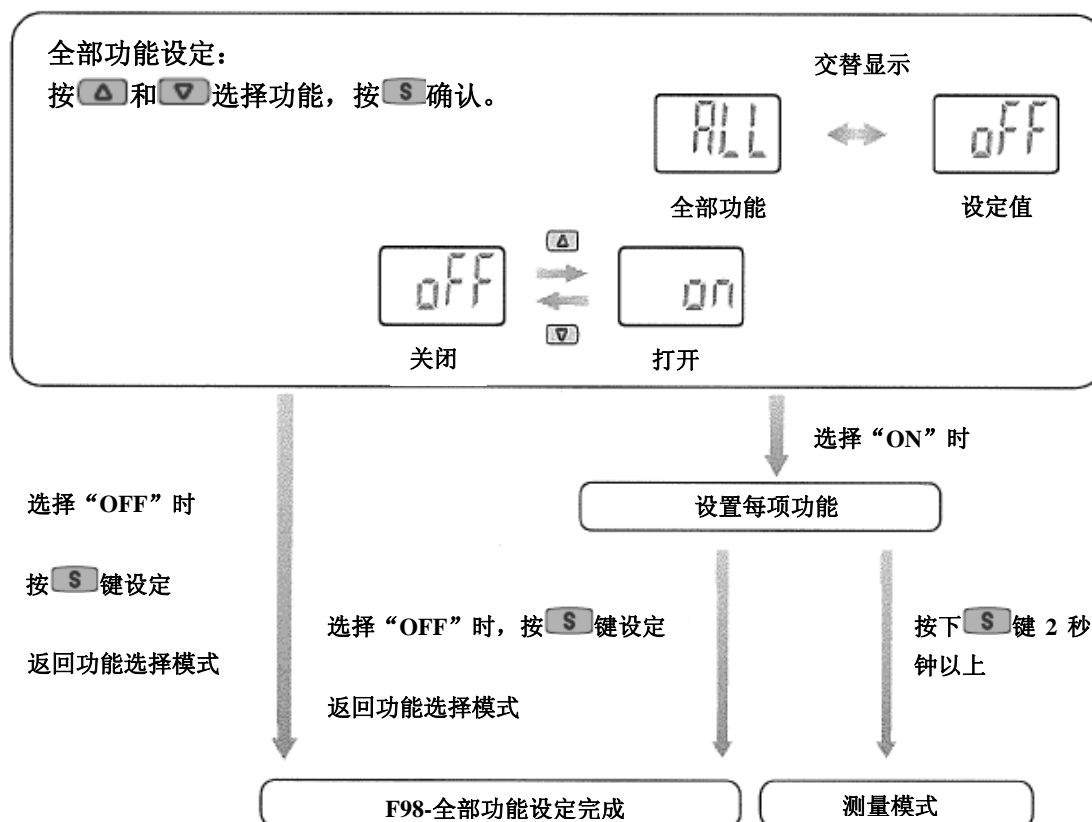 全部功能设定：
按△和▽选择功能，按 S 确认。
交替显示
ALL
oFF
全部功能
设定值
△
oFF
on
▽
关闭
打开
选择“ON”时
选择“OFF”时
设置每项功能
按 S 键设定
选择“OFF”时，按 S 键设定
按下 S 键 2 秒
钟以上
返回功能选择模式
返回功能选择模式
F98-全部功能设定完成
测量模式